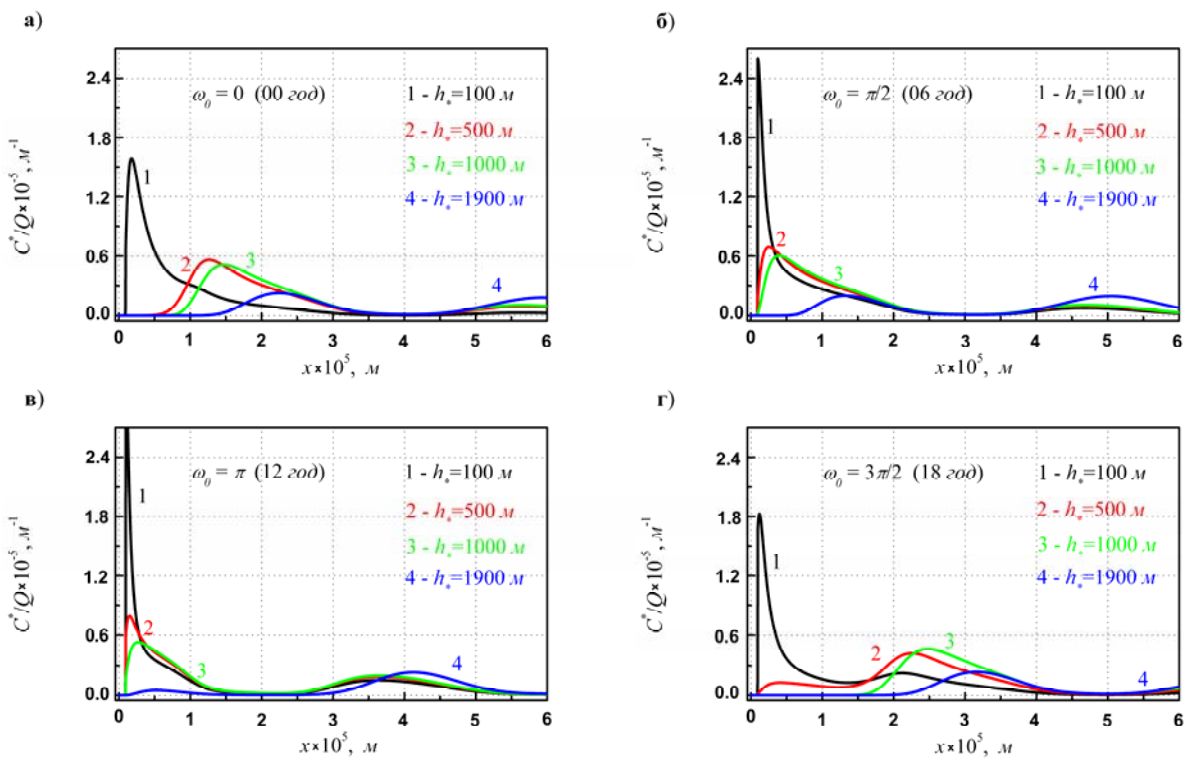 а)
ω₀ = 0 (00 год)
1 - h*=100 м
2 - h*=500 м
3 - h*=1000 м
4 - h*=1900 м
C*/Q×10⁻⁵, м⁻¹
2.4
1.8
1.2
0.6
0.0
1
2
3
4
0 1 2 3 4 5 6
x×10⁵, м
б)
ω₀ = π/2 (06 год)
1 - h*=100 м
2 - h*=500 м
3 - h*=1000 м
4 - h*=1900 м
C*/Q×10⁻⁵, м⁻¹
2.4
1.8
1.2
0.6
0.0
1
2
3
4
0 1 2 3 4 5 6
x×10⁵, м
в)
ω₀ = π (12 год)
1 - h*=100 м
2 - h*=500 м
3 - h*=1000 м
4 - h*=1900 м
C*/Q×10⁻⁵, м⁻¹
2.4
1.8
1.2
0.6
0.0
1
2
3
4
0 1 2 3 4 5 6
x×10⁵, м
г)
ω₀ = 3π/2 (18 год)
1 - h*=100 м
2 - h*=500 м
3 - h*=1000 м
4 - h*=1900 м
C*/Q×10⁻⁵, м⁻¹
2.4
1.8
1.2
0.6
0.0
1
2
3
4
0 1 2 3 4 5 6
x×10⁵, м